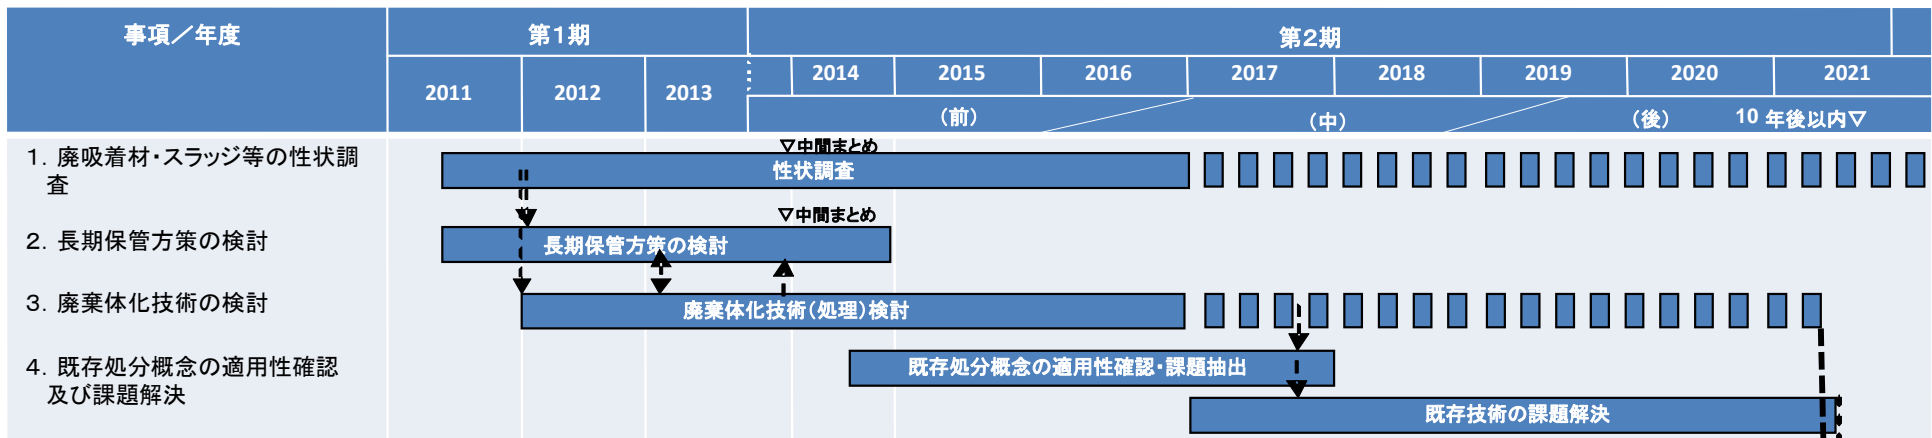 事項／年度
第1期
第2期
2011
2012
2013
2014
2015
2016
2017
2018
2019
2020
2021
（前）
（中）
（後）
10 年後以内▽
1. 廃吸着材・スラッジ等の性状調
査
▽中間まとめ
性状調査
2. 長期保管方策の検討
▽中間まとめ
長期保管方策の検討
3. 廃棄体化技術の検討
廃棄体化技術（処理）検討
4. 既存処分概念の適用性確認
及び課題解決
既存処分概念の適用性確認・課題抽出
既存技術の課題解決